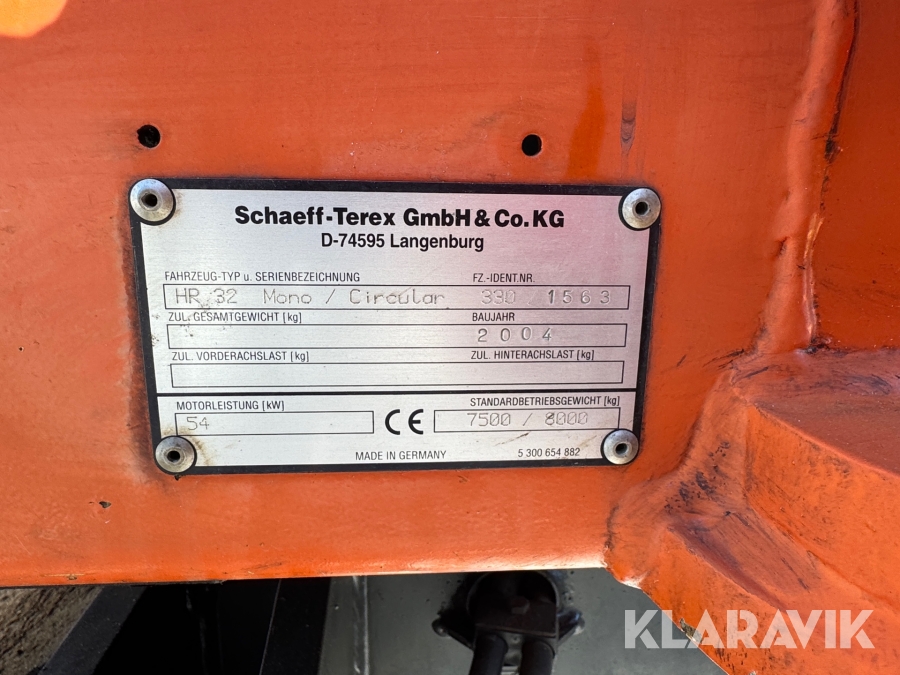 Schaeff-Terex GmbH & Co. KG
D-74595 Langenburg
FAHRZEUG-TYP u. SERIENBEZEICHNUNG FZ.-IDENT.NR.
HR 32 Mono / Circular 330 / 1563
ZUL. GESAMTGEWICHT [kg] BAUJAHR
2004
ZUL. VORDERACHSLAST [kg] ZUL. HINTERACHSLAST [kg]
MOTORLEISTUNG [kW] STANDARDBETRIEBSGEWICHT [kg]
54 CE 7500 / 8000
MADE IN GERMANY 5 300 654 882
KLARAVIK